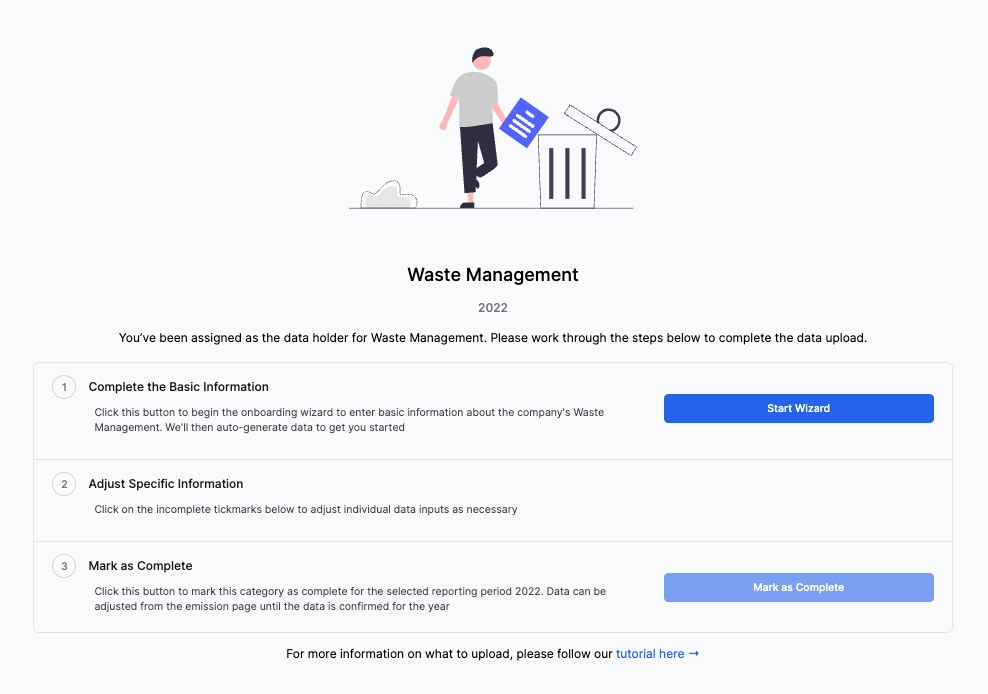 Waste Management
2022
You've been assigned as the data holder for Waste Management. Please work through the steps below to complete the data upload.
1
Complete the Basic Information
Click this button to begin the onboarding wizard to enter basic information about the company's Waste
Management. We'll then auto-generate data to get you started
Start Wizard
2
Adjust Specific Information
Click on the incomplete tickmarks below to adjust individual data inputs as necessary
3
Mark as Complete
Click this button to mark this category as complete for the selected reporting period 2022. Data can be
adjusted from the emission page until the data is confirmed for the year
Mark as Complete
For more information on what to upload, please follow our tutorial here →